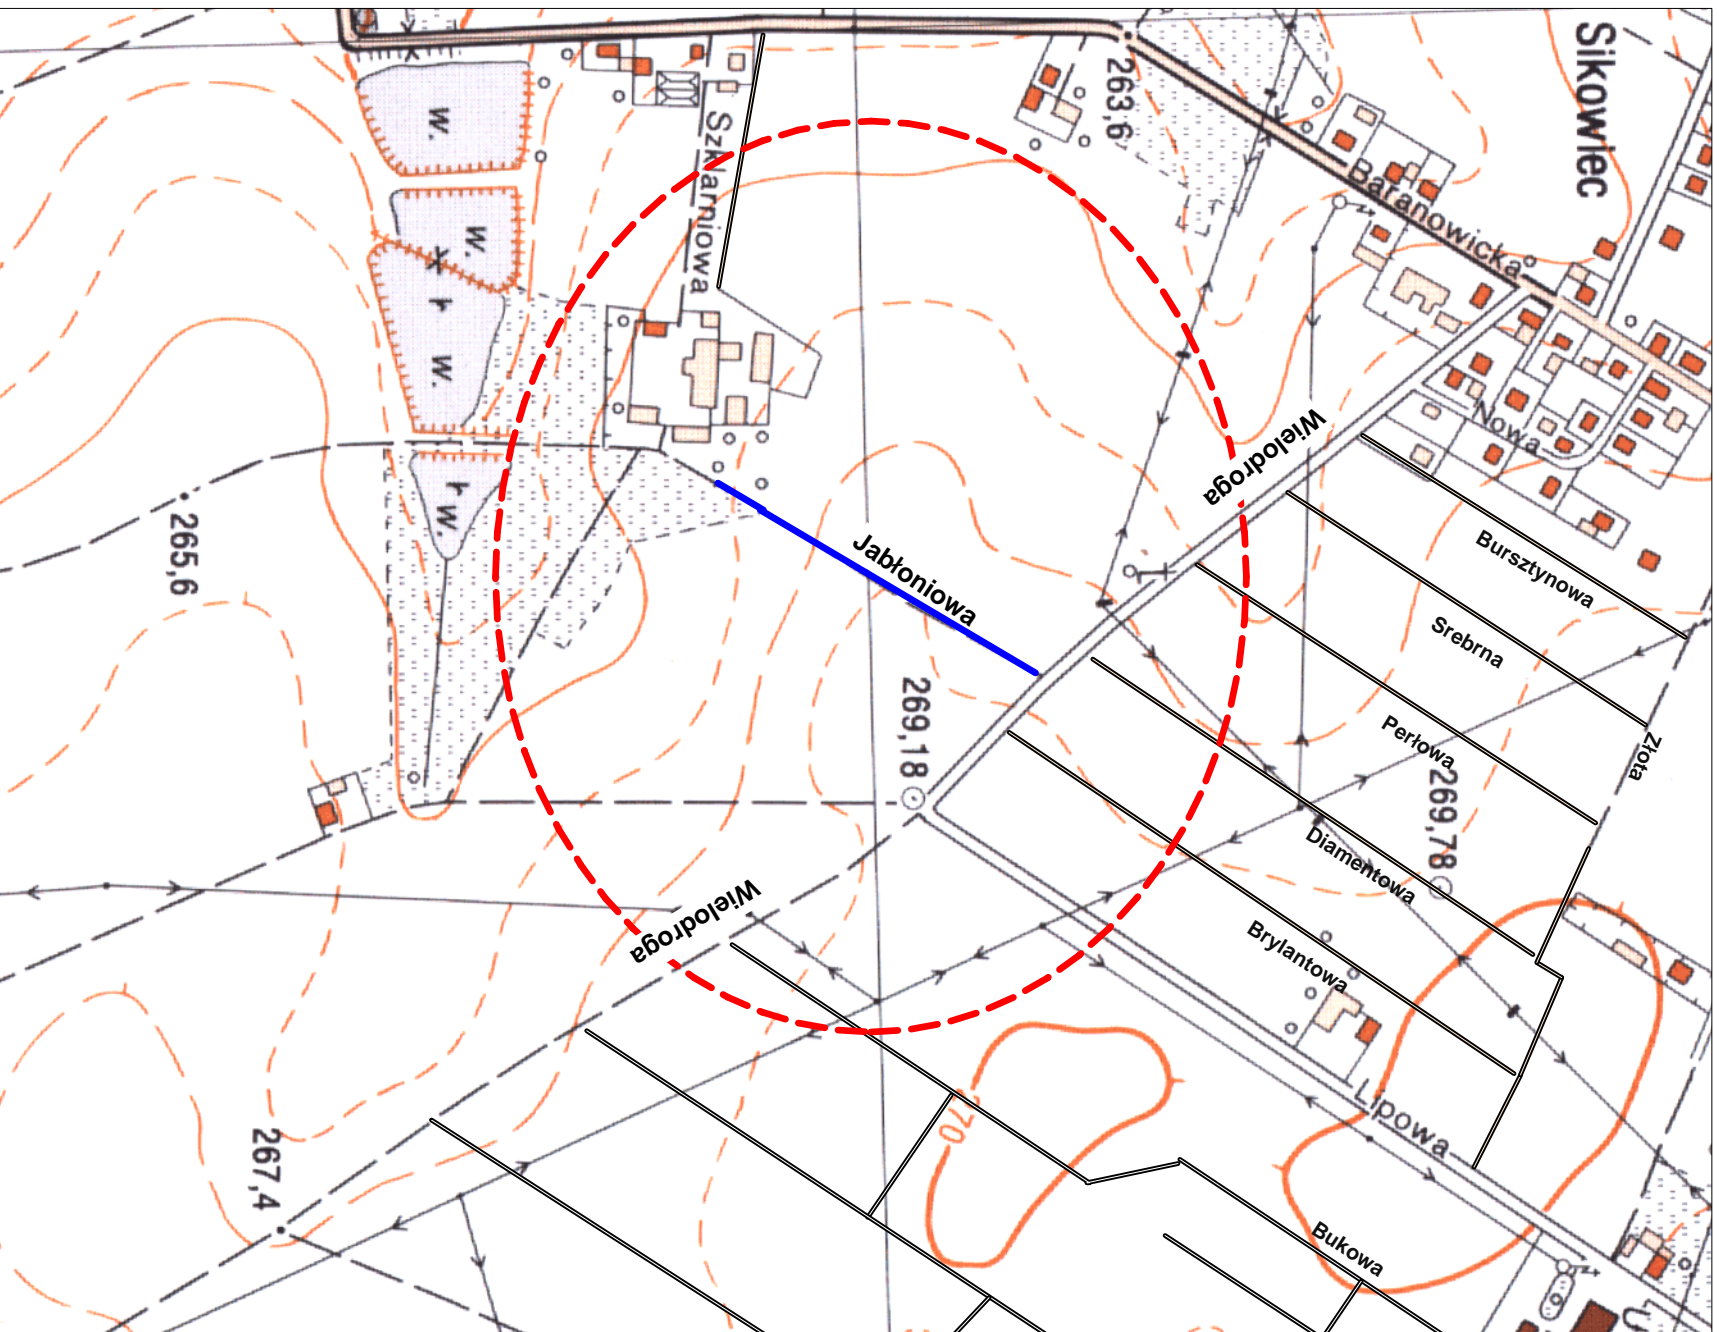 Sikowiec
263,6
Baranowicka
Szklarniowa
w.
w.
w.
w.
Nowa
Wielodroga
Bursztynowa
Srebrna
Perłowa
Złota
Jabłoniowa
265,6
269,18
269,78
Diamentowa
Brylantowa
Wielodroga
Lipowa
267,4
270
Bukowa